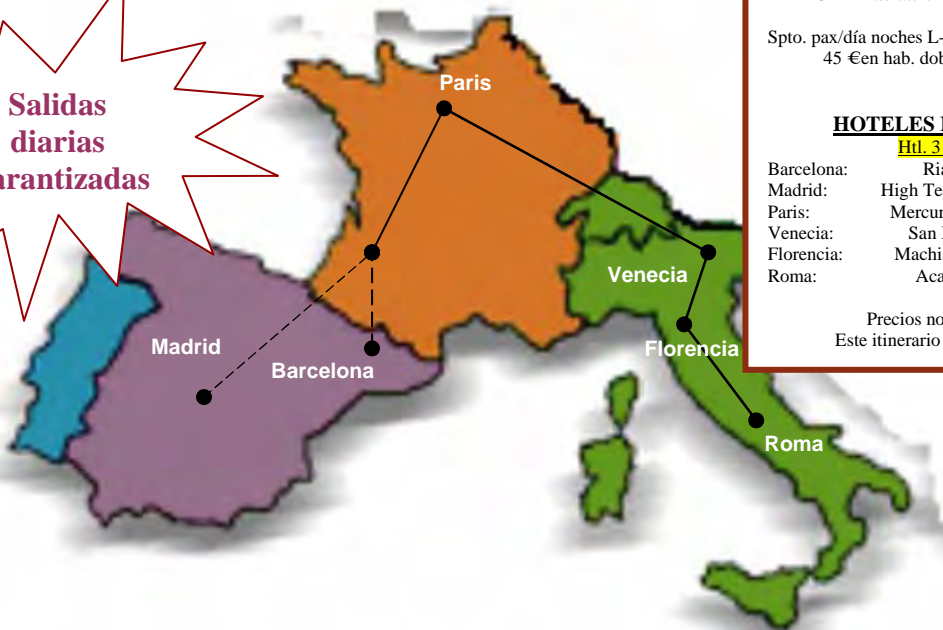 Salidas
diarias
arantizadas
Paris
Venecia
Florencia
Roma
Madrid
Barcelona
Spto. pax/día noches L-
45 €en hab. dob
HOTELES
Htl. 3
Barcelona: Ria
Madrid: High Te
Paris: Mercur
Venecia: San
Florencia: Machi
Roma: Aca
Precios no
Este itinerario